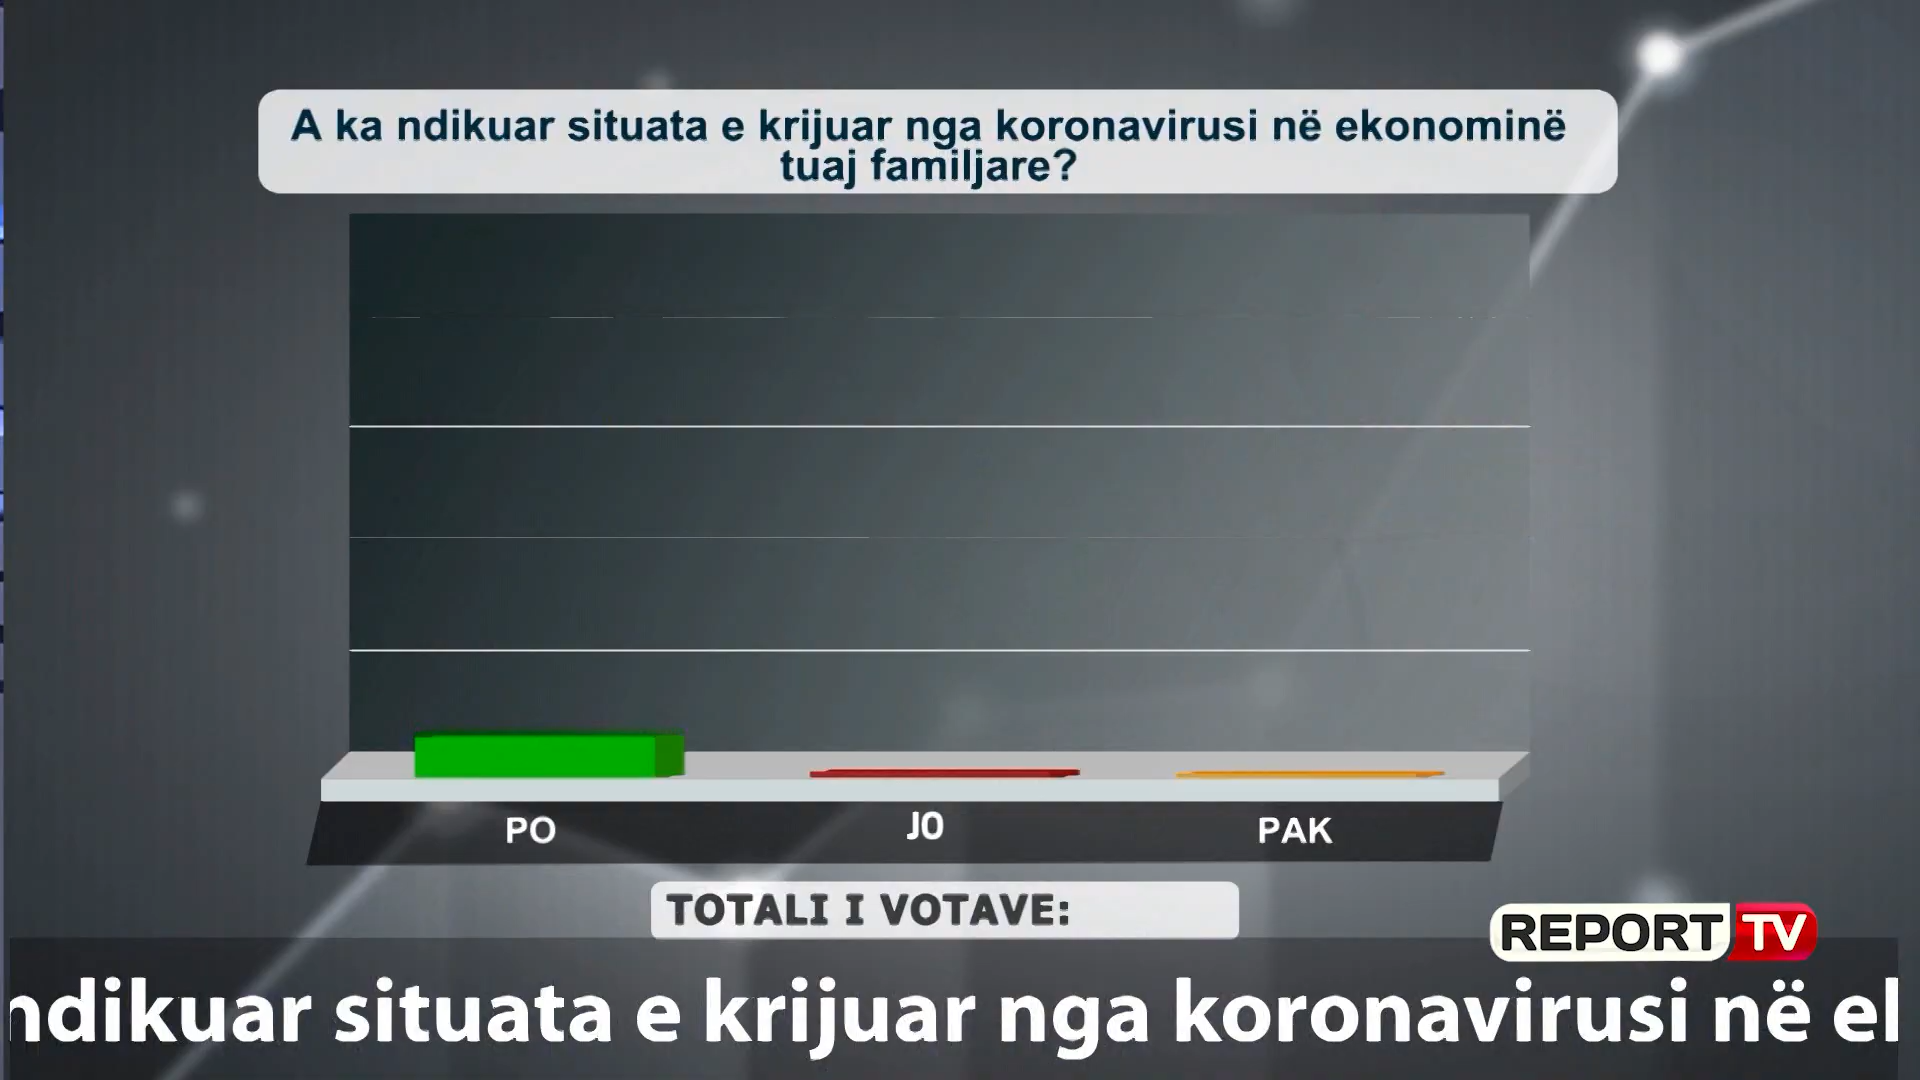 A ka ndikuar situata e krijuar nga koronavirusi në ekonominë
tuaj familjare?
PO
JO
PAK
TOTALI I VOTAVE:
REPORT TV
ndikuar situata e krijuar nga koronavirusi në